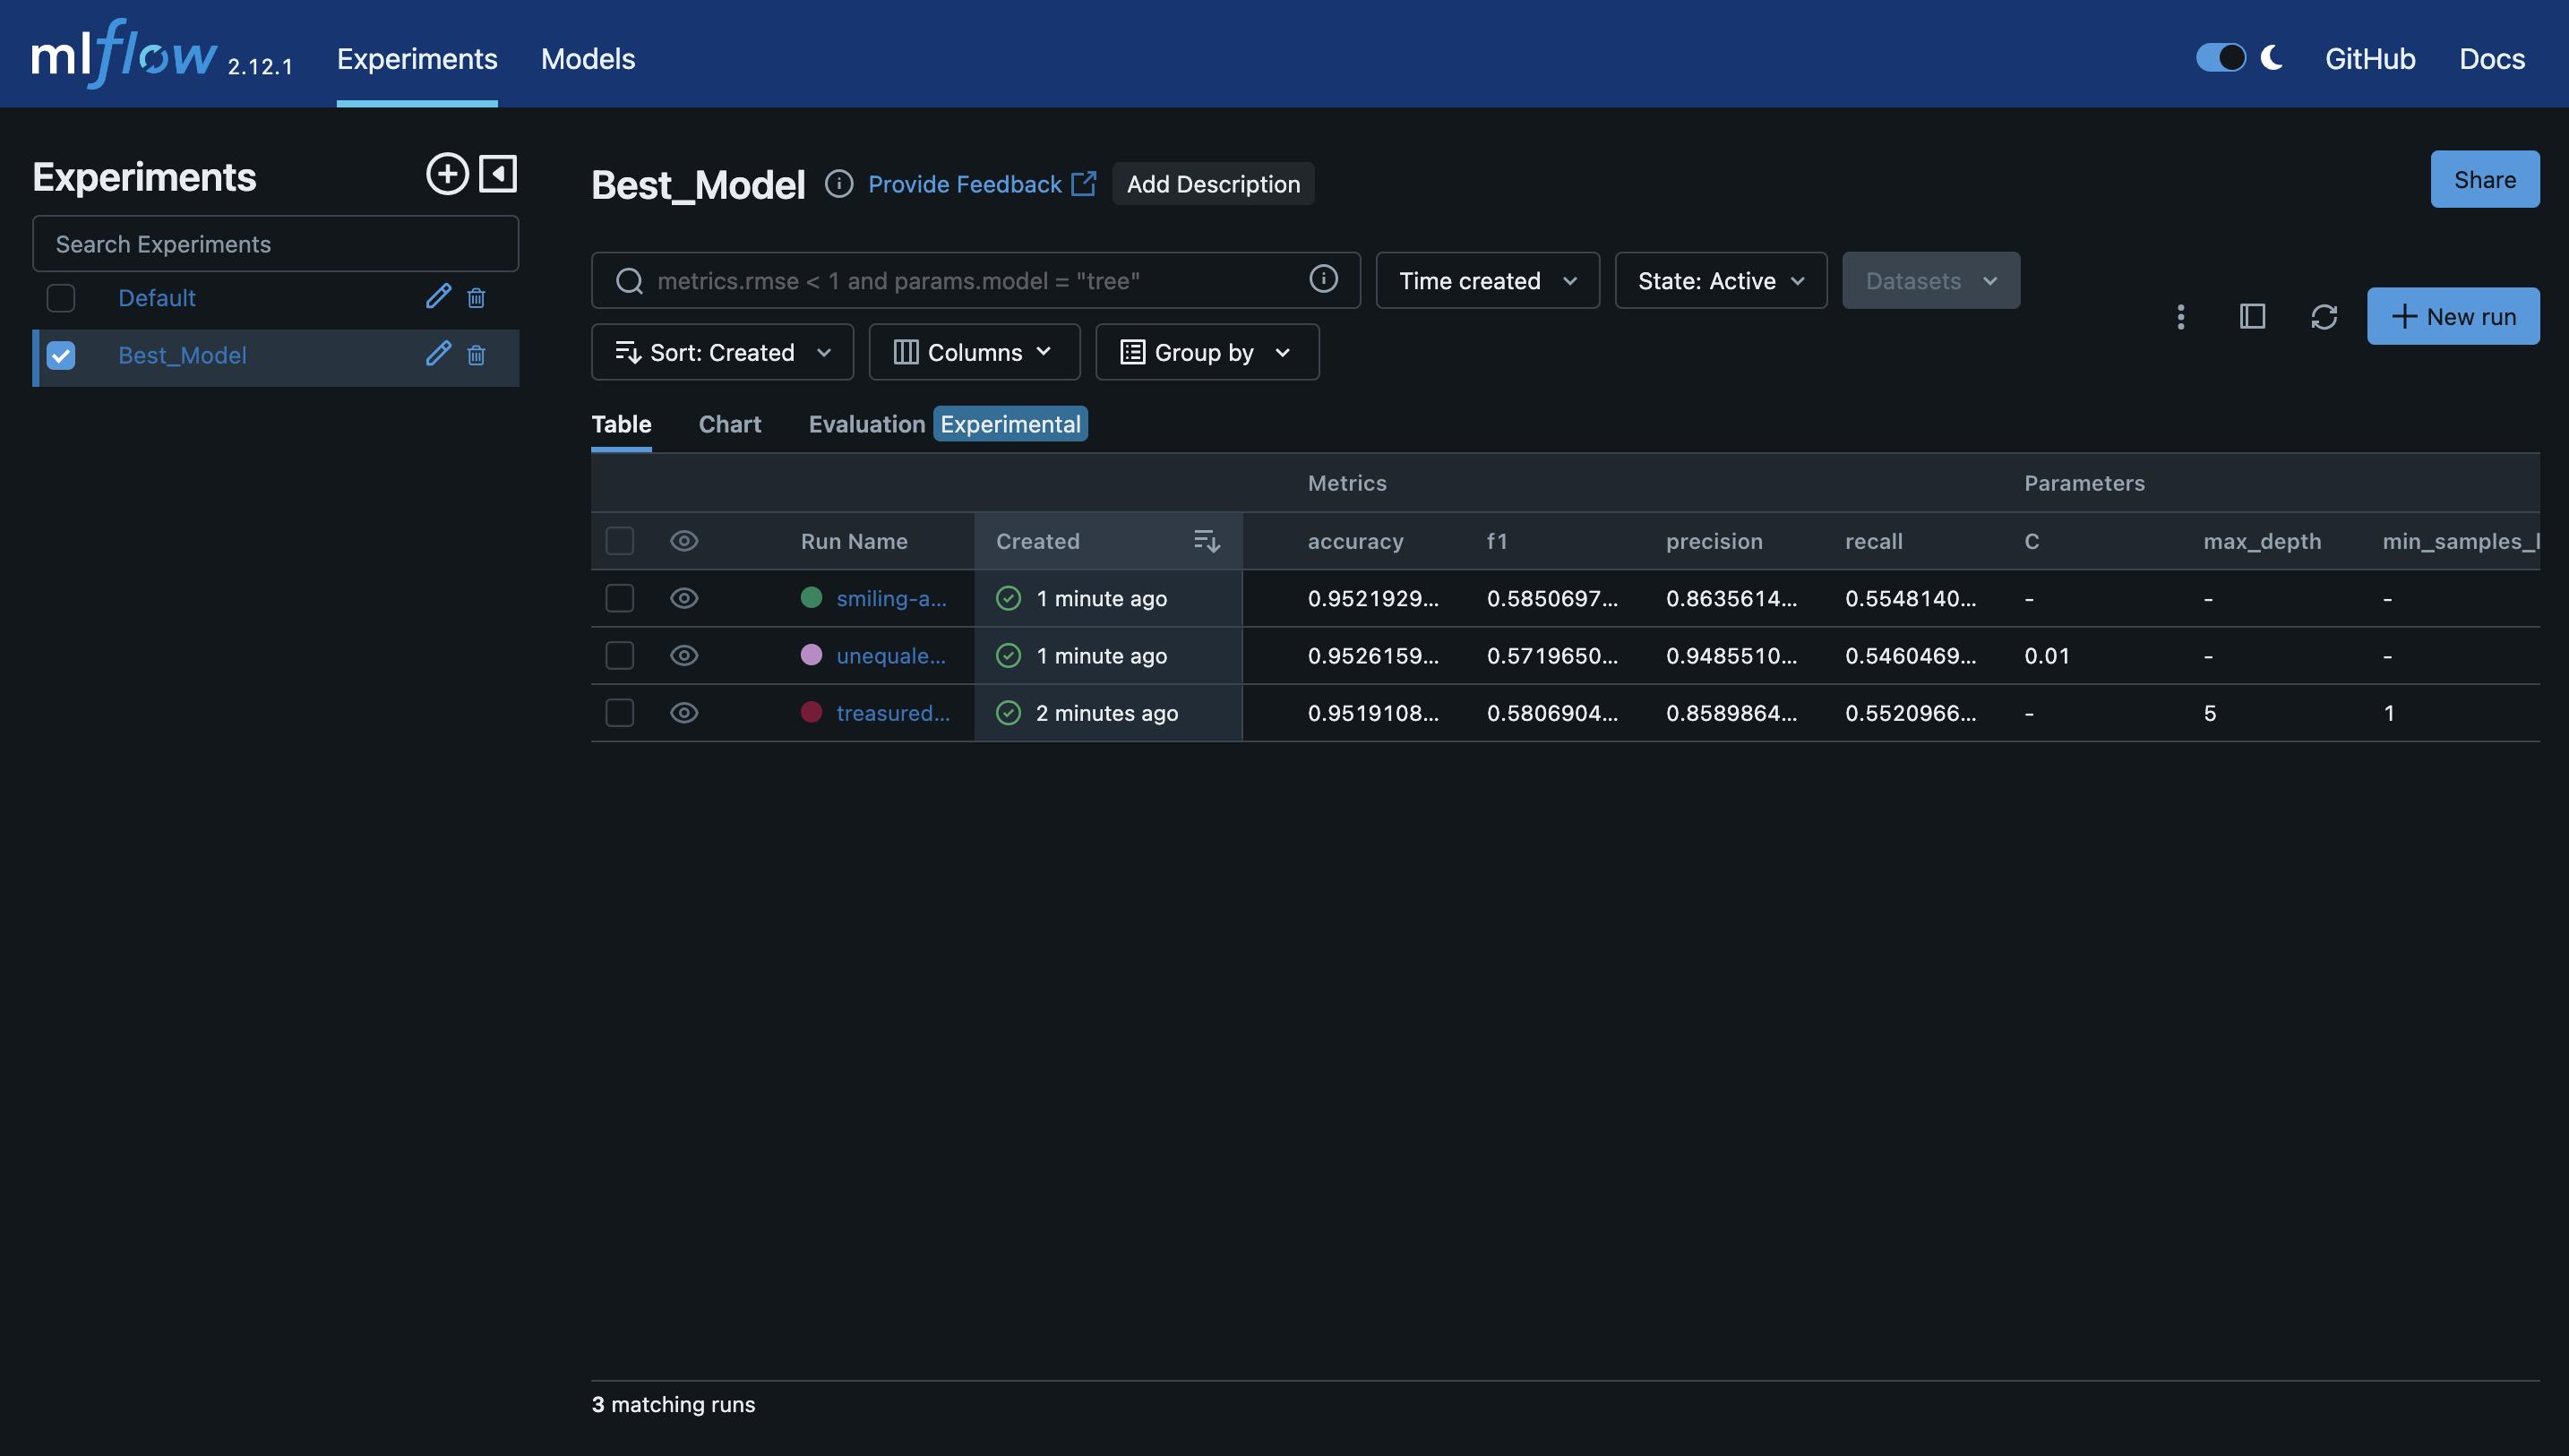 mlflow 2.12.1 Experiments Models GitHub Docs
Experiments
Search Experiments
Default
Best_Model
Best_Model Provide Feedback Add Description Share
metrics.rmse < 1 and params.model = "tree" Time created State: Active Datasets
Sort: Created Columns Group by
New run
Table Chart Evaluation Experimental
Metrics Parameters
Run Name Created accuracy f1 precision recall C max_depth min_samples_l
smiling-a... 1 minute ago 0.9521929... 0.5850697... 0.8635614... 0.5548140... - - -
unequale... 1 minute ago 0.9526159... 0.5719650... 0.9485510... 0.5460469... 0.01 - -
treasured... 2 minutes ago 0.9519108... 0.5806904... 0.8589864... 0.5520966... - 5 1
3 matching runs